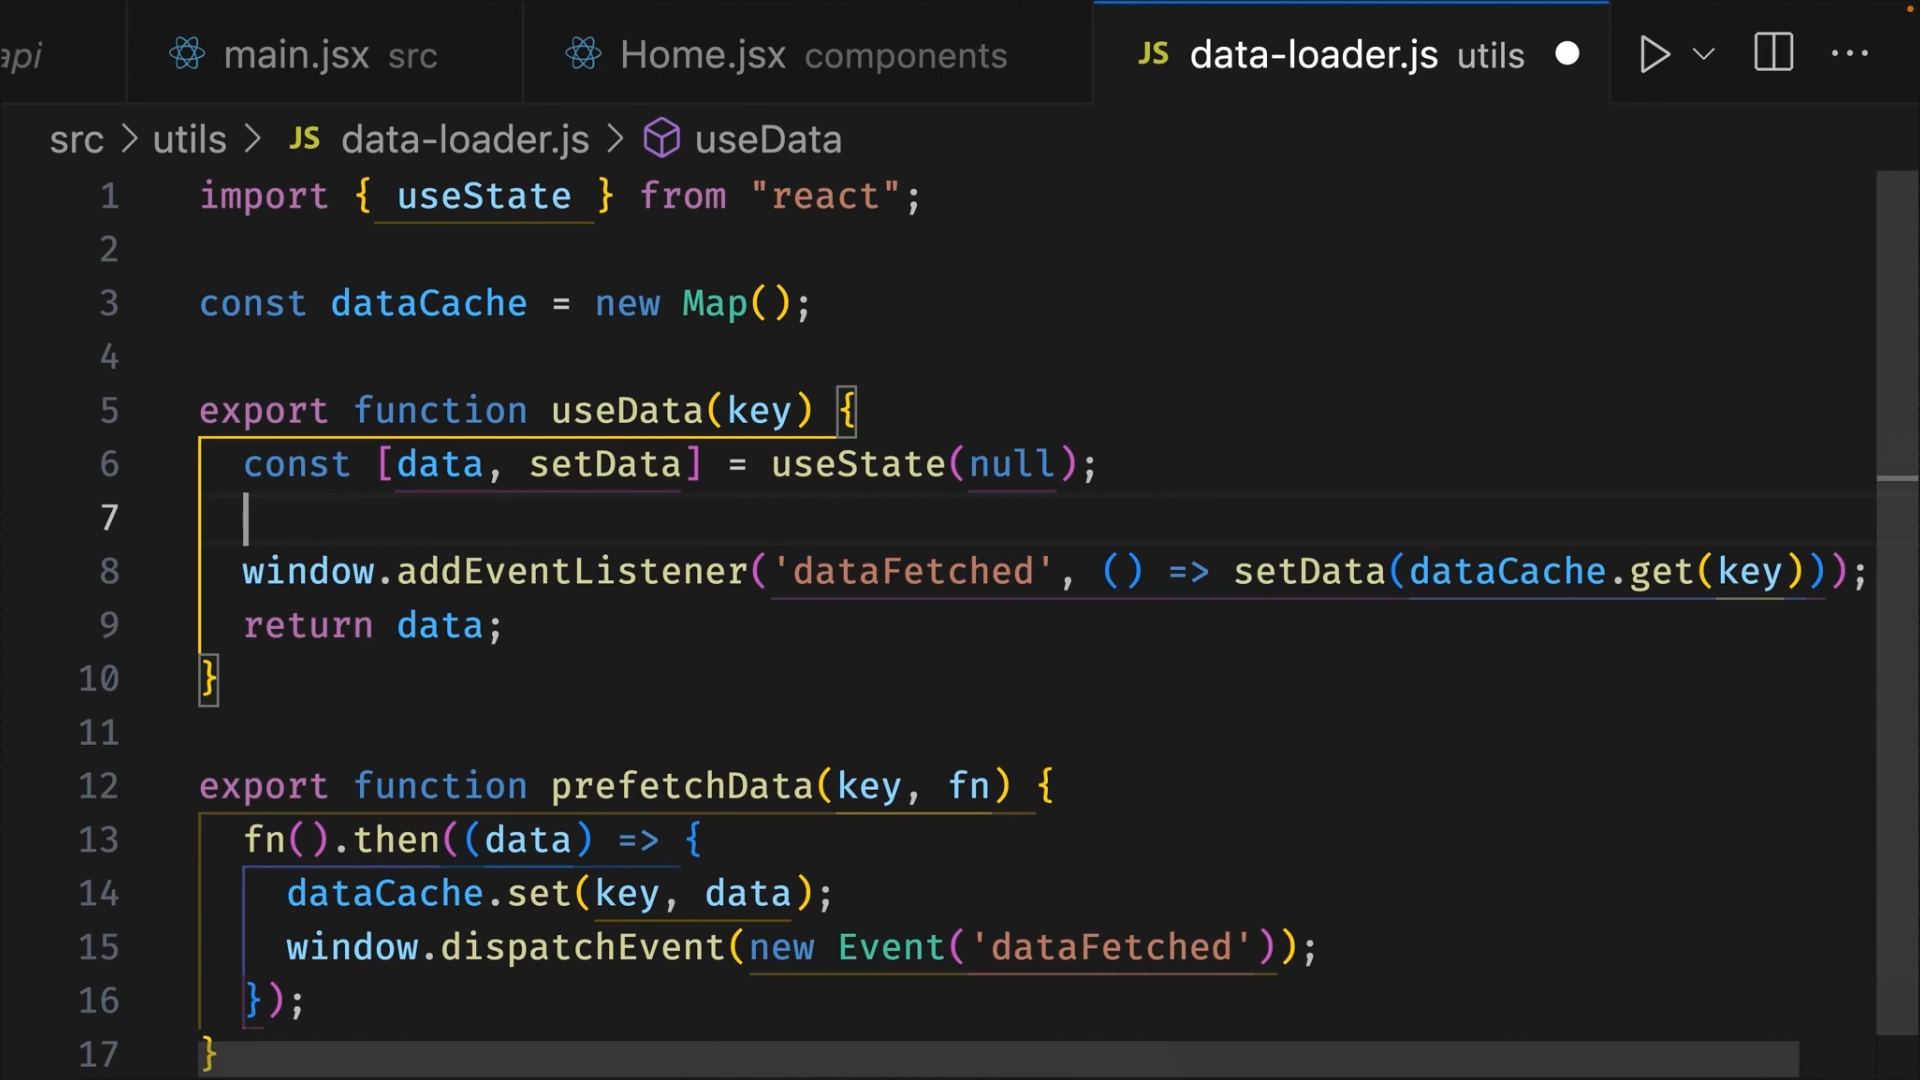 api main.jsx src Home.jsx components JS data-loader.js utils
src > utils > JS data-loader.js > useData
1 import { useState } from "react";
2
3 const dataCache = new Map();
4
5 export function useData(key) {
6 const [data, setData] = useState(null);
7
8 window.addEventListener('dataFetched', () => setData(dataCache.get(key)));
9 return data;
10 }
11
12 export function prefetchData(key, fn) {
13 fn().then((data) => {
14 dataCache.set(key, data);
15 window.dispatchEvent(new Event('dataFetched'));
16 });
17 }